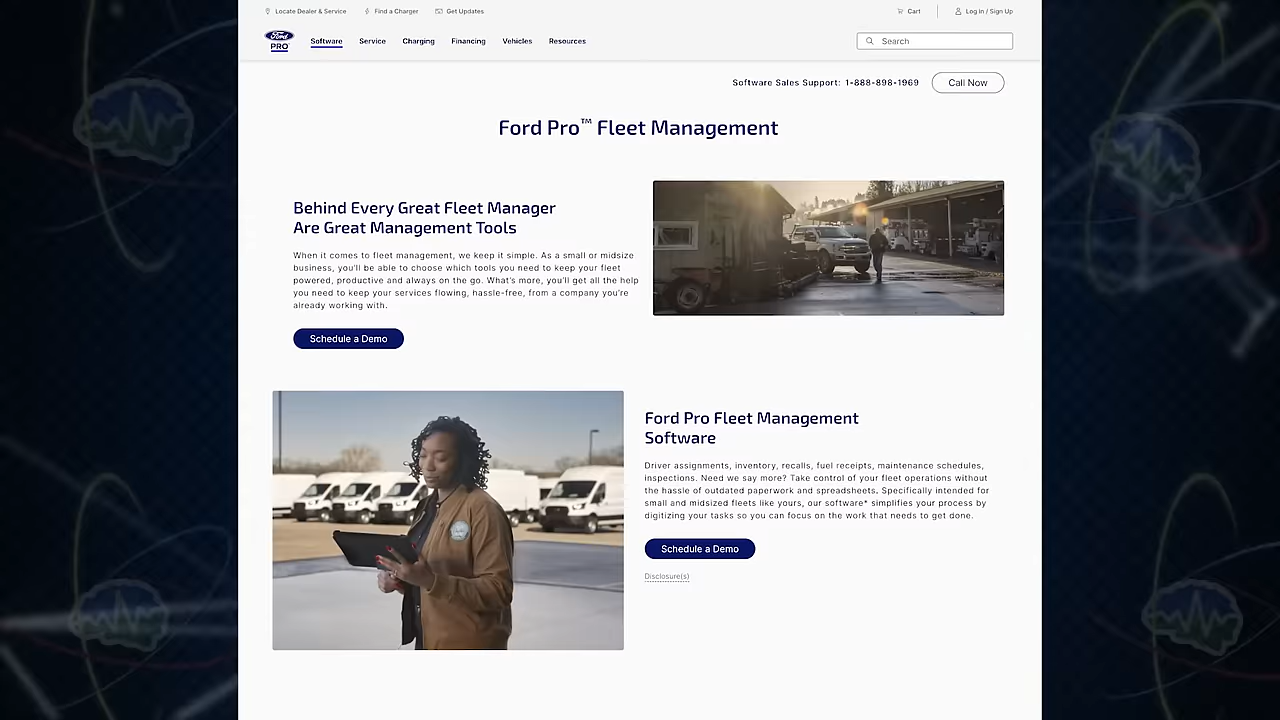 Locate Dealer & Service
Find a Charger
Get Updates
Cart
Log In / Sign Up
Ford
PRO
Software
Service
Charging
Financing
Vehicles
Resources
Search
Software Sales Support: 1-888-898-1969
Call Now
Ford Pro™ Fleet Management
Behind Every Great Fleet Manager
Are Great Management Tools
When it comes to fleet management, we keep it simple. As a small or midsize
business, you'll be able to choose which tools you need to keep your fleet
powered, productive and always on the go. What's more, you'll get all the help
you need to keep your services flowing, hassle-free, from a company you're
already working with.
Schedule a Demo
Ford Pro Fleet Management
Software
Driver assignments, inventory, recalls, fuel receipts, maintenance schedules,
inspections. Need we say more? Take control of your fleet operations without
the hassle of outdated paperwork and spreadsheets. Specifically intended for
small and midsized fleets like yours, our software* simplifies your process by
digitizing your tasks so you can focus on the work that needs to get done.
Schedule a Demo
Disclosure(s)